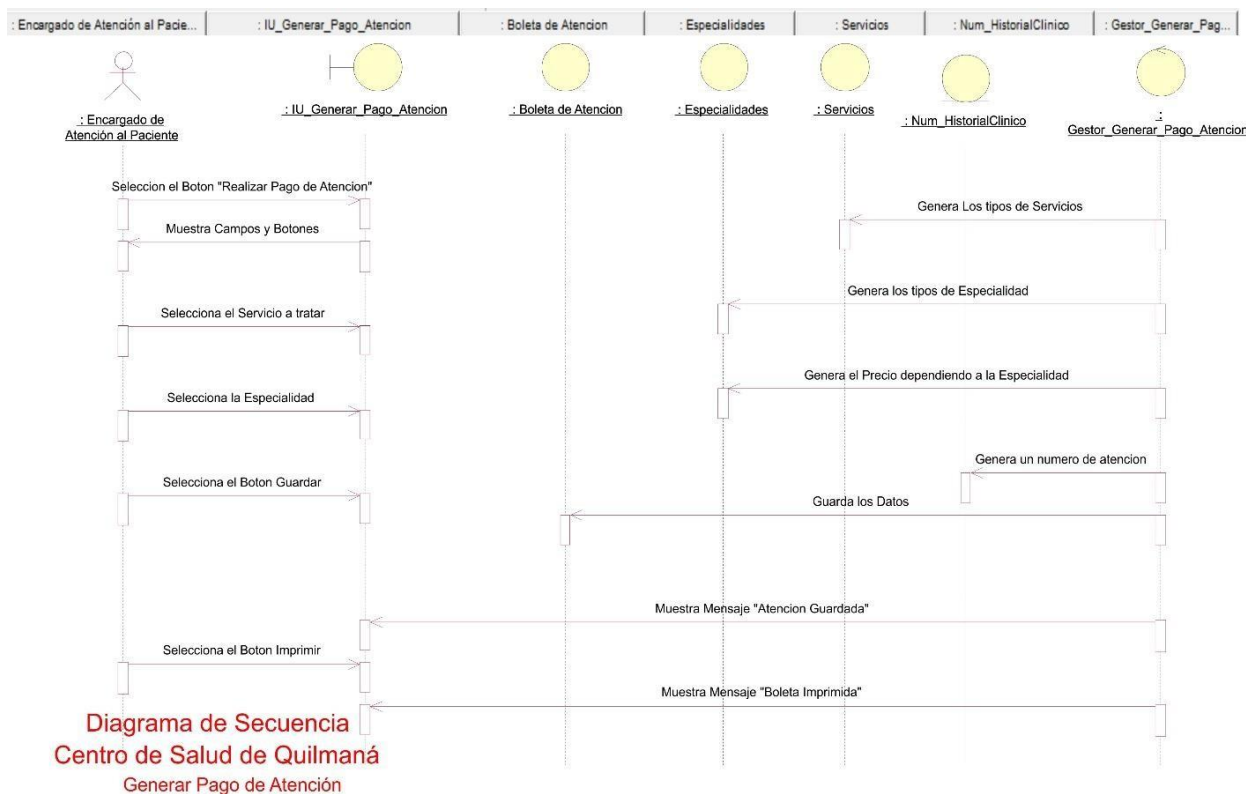 : Encargado de Atención al Pacie...
: IU_Generar_Pago_Atencion
: Boleta de Atencion
: Especialidades
: Servicios
: Num_HistorialClinico
: Gestor_Generar_Pag...
: Encargado de
Atención al Paciente
: IU_Generar_Pago_Atencion
: Boleta de Atencion
: Especialidades
: Servicios
: Num_HistorialClinico
:
Gestor_Generar_Pago_Atencion
Seleccion el Boton "Realizar Pago de Atencion"
Genera Los tipos de Servicios
Muestra Campos y Botones
Genera los tipos de Especialidad
Selecciona el Servicio a tratar
Genera el Precio dependiendo a la Especialidad
Selecciona la Especialidad
Genera un numero de atencion
Selecciona el Boton Guardar
Guarda los Datos
Muestra Mensaje "Atencion Guardada"
Selecciona el Boton Imprimir
Muestra Mensaje "Boleta Imprimida"
Diagrama de Secuencia
Centro de Salud de Quilmaná
Generar Pago de Atención